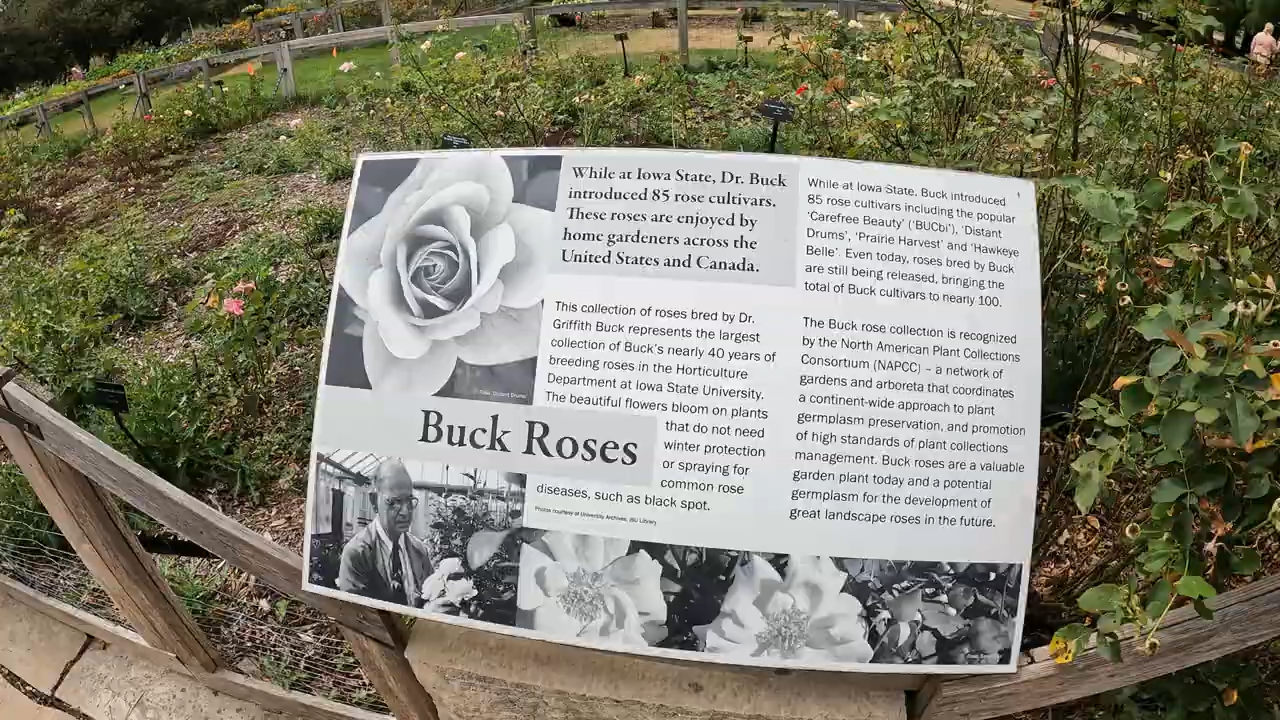 While at Iowa State, Dr. Buck
introduced 85 rose cultivars.
These roses are enjoyed by
home gardeners across the
United States and Canada.
This collection of roses bred by Dr.
Griffith Buck represents the largest
collection of Buck's nearly 40 years of
breeding roses in the Horticulture
Department at Iowa State University.
The beautiful flowers bloom on plants
that do not need
winter protection
or spraying for
common rose
diseases, such as black spot.
Photos courtesy of University Archives, ISU Library
Buck Roses
While at Iowa State, Buck introduced
85 rose cultivars including the popular
'Carefree Beauty' ('BUCbi'), 'Distant
Drums', 'Prairie Harvest' and 'Hawkeye
Belle'. Even today, roses bred by Buck
are still being released, bringing the
total of Buck cultivars to nearly 100.
The Buck rose collection is recognized
by the North American Plant Collections
Consortium (NAPCC) – a network of
gardens and arboreta that coordinates
a continent-wide approach to plant
germplasm preservation, and promotion
of high standards of plant collections
management. Buck roses are a valuable
garden plant today and a potential
germplasm for the development of
great landscape roses in the future.